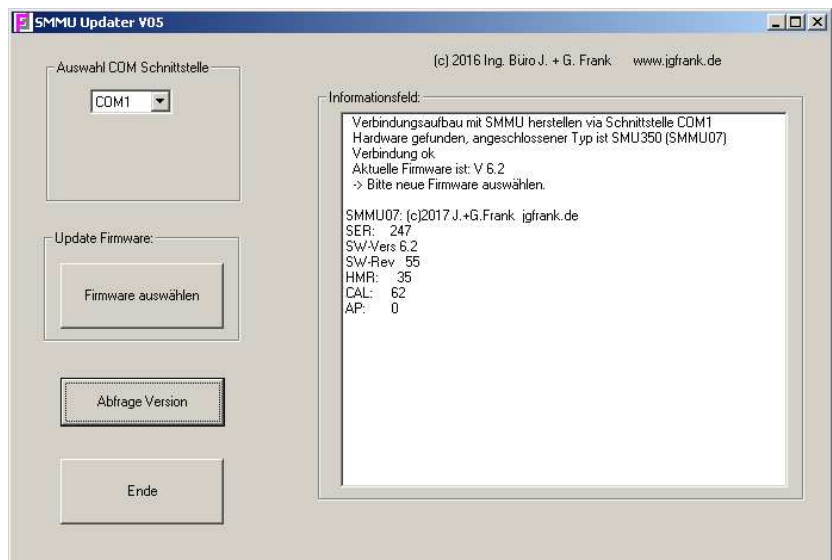 SMMU Updater V05
Auswahl COM Schnittstelle
COM1
(c) 2016 Ing. Büro J. + G. Frank www.jgfrank.de
Informationsfeld:
Verbindungsaufbau mit SMMU herstellen via Schnittstelle COM1
Hardware gefunden, angeschlossener Typ ist SMU350 (SMMU07)
Verbindung ok
Aktuelle Firmware ist: V 6.2
-> Bitte neue Firmware auswählen.
SMMU07: (c)2017 J.+G.Frank jgfrank.de
SER: 247
SW-Vers 6.2
SW-Rev 55
HMR: 35
CAL: 62
AP: 0
Update Firmware:
Firmware auswählen
Abfrage Version
Ende